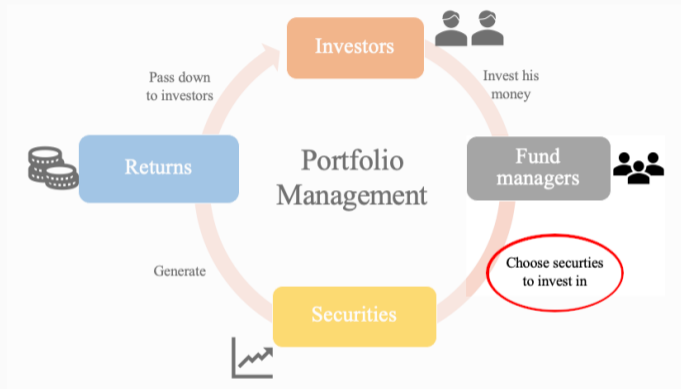 Investors
Pass down
to investors
Invest his
money
Returns
Portfolio
Management
Fund
managers
Generate
Choose securties
to invest in
Securities